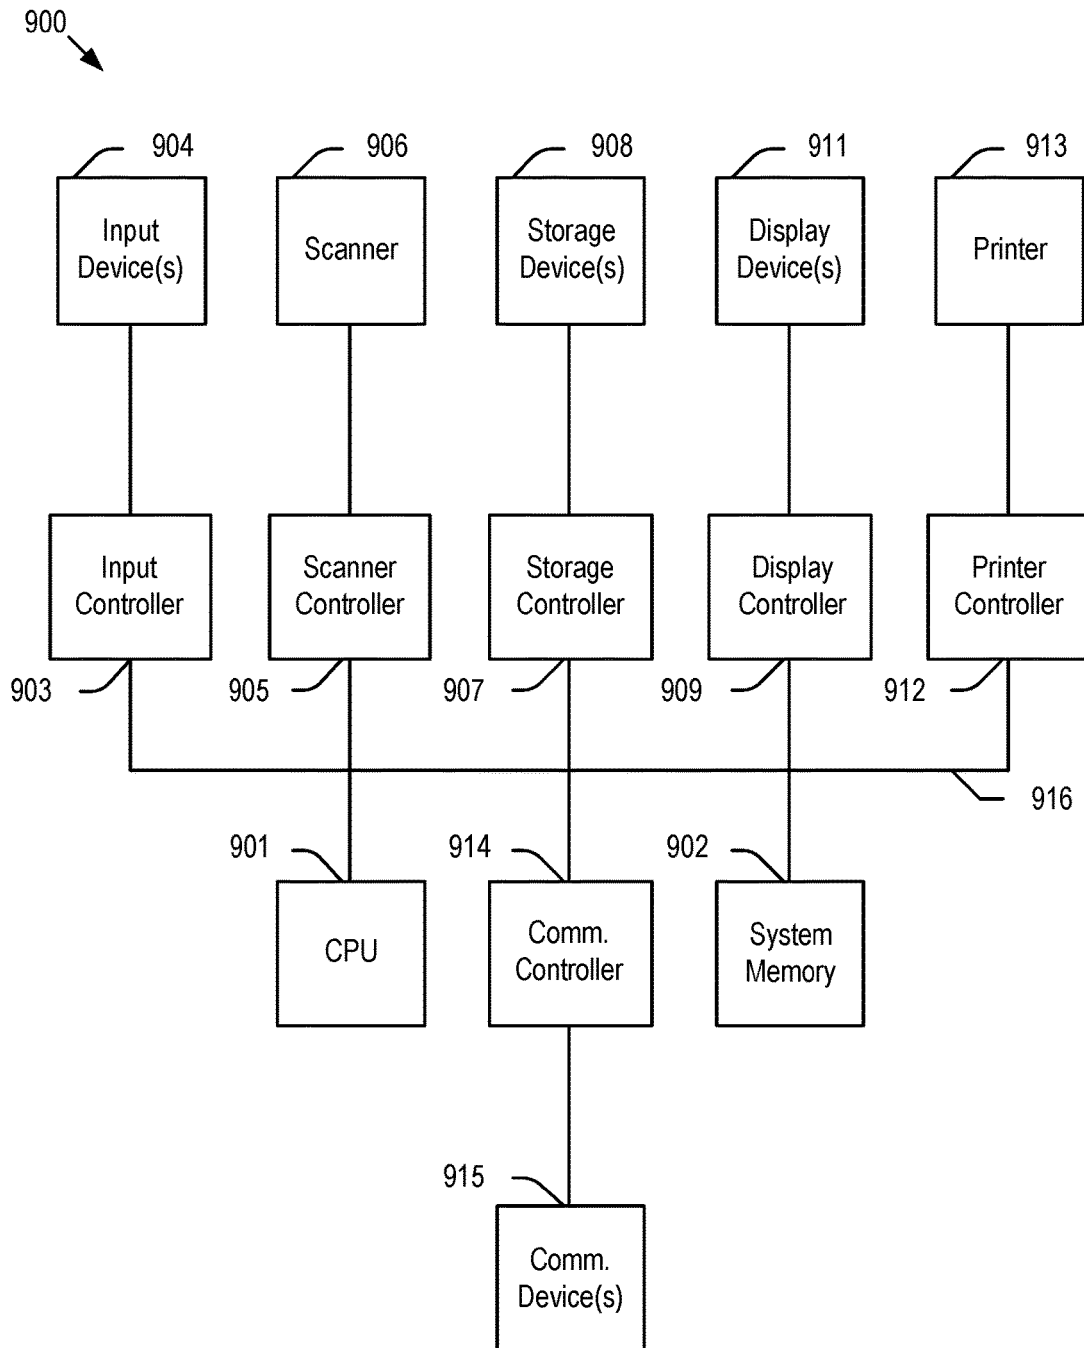 900
904
906
908
911
913
Input
Device(s)
Scanner
Storage
Device(s)
Display
Device(s)
Printer
Input
Controller
Scanner
Controller
Storage
Controller
Display
Controller
Printer
Controller
903
905
907
909
912
916
901
914
902
CPU
Comm.
Controller
System
Memory
915
Comm.
Device(s)